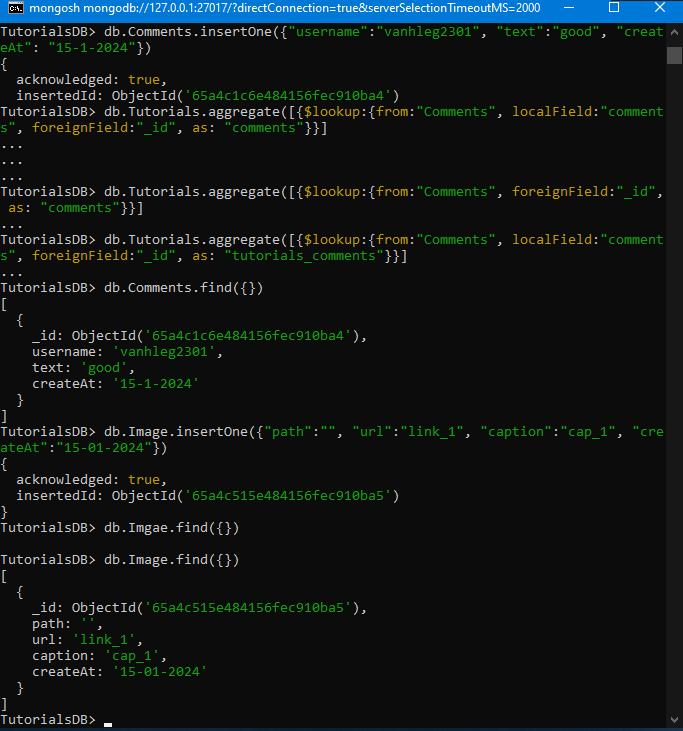 mongosh mongodb://127.0.0.1:27017/?directConnection=true&serverSelectionTimeoutMS=2000
TutorialsDB> db.Comments.insertOne({"username":"vanhleg2301", "text":"good", "creat
eAt": "15-1-2024"})
{
  acknowledged: true,
  insertedId: ObjectId('65a4c1c6e484156fec910ba4')
TutorialsDB> db.Tutorials.aggregate([{$lookup:{from:"Comments", localField:"comment
s", foreignField:"_id", as: "comments"}}]
...
...
...
TutorialsDB> db.Tutorials.aggregate([{$lookup:{from:"Comments", foreignField:"_id",
 as: "comments"}}]
...
TutorialsDB> db.Tutorials.aggregate([{$lookup:{from:"Comments", localField:"comment
s", foreignField:"_id", as: "tutorials_comments"}}]
...
TutorialsDB> db.Comments.find({})
[
  {
    _id: ObjectId('65a4c1c6e484156fec910ba4'),
    username: 'vanhleg2301',
    text: 'good',
    createAt: '15-1-2024'
  }
]
TutorialsDB> db.Image.insertOne({"path":"", "url":"link_1", "caption":"cap_1", "cre
ateAt":"15-01-2024"})
{
  acknowledged: true,
  insertedId: ObjectId('65a4c515e484156fec910ba5')
}
TutorialsDB> db.Imgae.find({})
TutorialsDB> db.Image.find({})
[
  {
    _id: ObjectId('65a4c515e484156fec910ba5'),
    path: '',
    url: 'link_1',
    caption: 'cap_1',
    createAt: '15-01-2024'
  }
]
TutorialsDB>